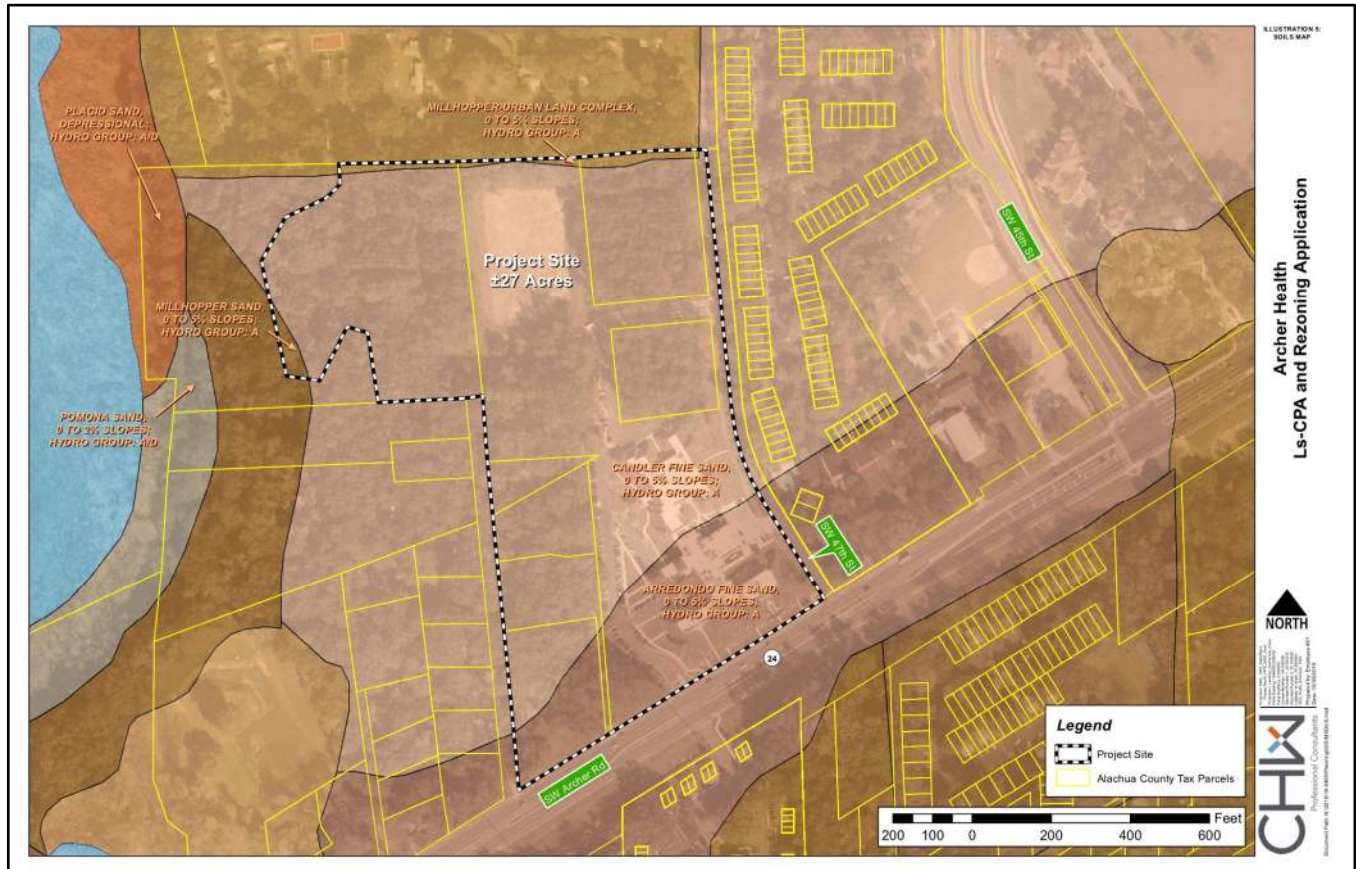 ILLUSTRATION 5:
SOILS MAP
PLACID SAND,
DEPRESSIONAL;
HYDRO GROUP: A/D
MILLHOPPER-URBAN LAND COMPLEX,
0 TO 5% SLOPES;
HYDRO GROUP: A
Project Site
±27 Acres
SW 45th St
MILLHOPPER SAND,
0 TO 5% SLOPES;
HYDRO GROUP: A
POMONA SAND,
0 TO 2% SLOPES;
HYDRO GROUP: A/D
CANDLER FINE SAND,
0 TO 5% SLOPES;
HYDRO GROUP: A
SW 47th St
ARREDONDO FINE SAND,
0 TO 5% SLOPES;
HYDRO GROUP: A
24
SW Archer Rd
Legend
Project Site
Alachua County Tax Parcels
Feet
200 100 0 200 400 600
Archer Health
Ls-CPA and Rezoning Application
NORTH
CHW
Professional Consultants